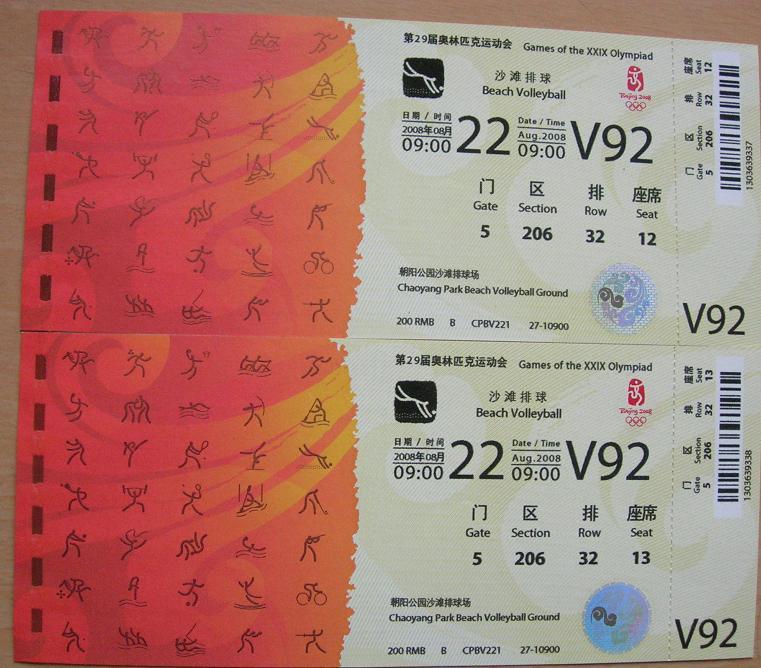 第29届奥林匹克运动会 Games of the XXIX Olympiad
沙滩排球
Beach Volleyball
Beijing 2008
日期 / 时间 Date / Time
2008年08月 22 Aug.2008 V92
09:00 09:00
门 区 排 座席
Gate Section Row Seat
5 206 32 12
朝阳公园沙滩排球场
Chaoyang Park Beach Volleyball Ground
200 RMB B CPBV221 27-10900
座席 Seat 12
排 Row 32
区 Section 206
门 Gate 5
1303639337
V92
第29届奥林匹克运动会 Games of the XXIX Olympiad
沙滩排球
Beach Volleyball
Beijing 2008
日期 / 时间 Date / Time
2008年08月 22 Aug.2008 V92
09:00 09:00
门 区 排 座席
Gate Section Row Seat
5 206 32 13
朝阳公园沙滩排球场
Chaoyang Park Beach Volleyball Ground
200 RMB B CPBV221 27-10900
座席 Seat 13
排 Row 32
区 Section 206
门 Gate 5
1303639338
V92